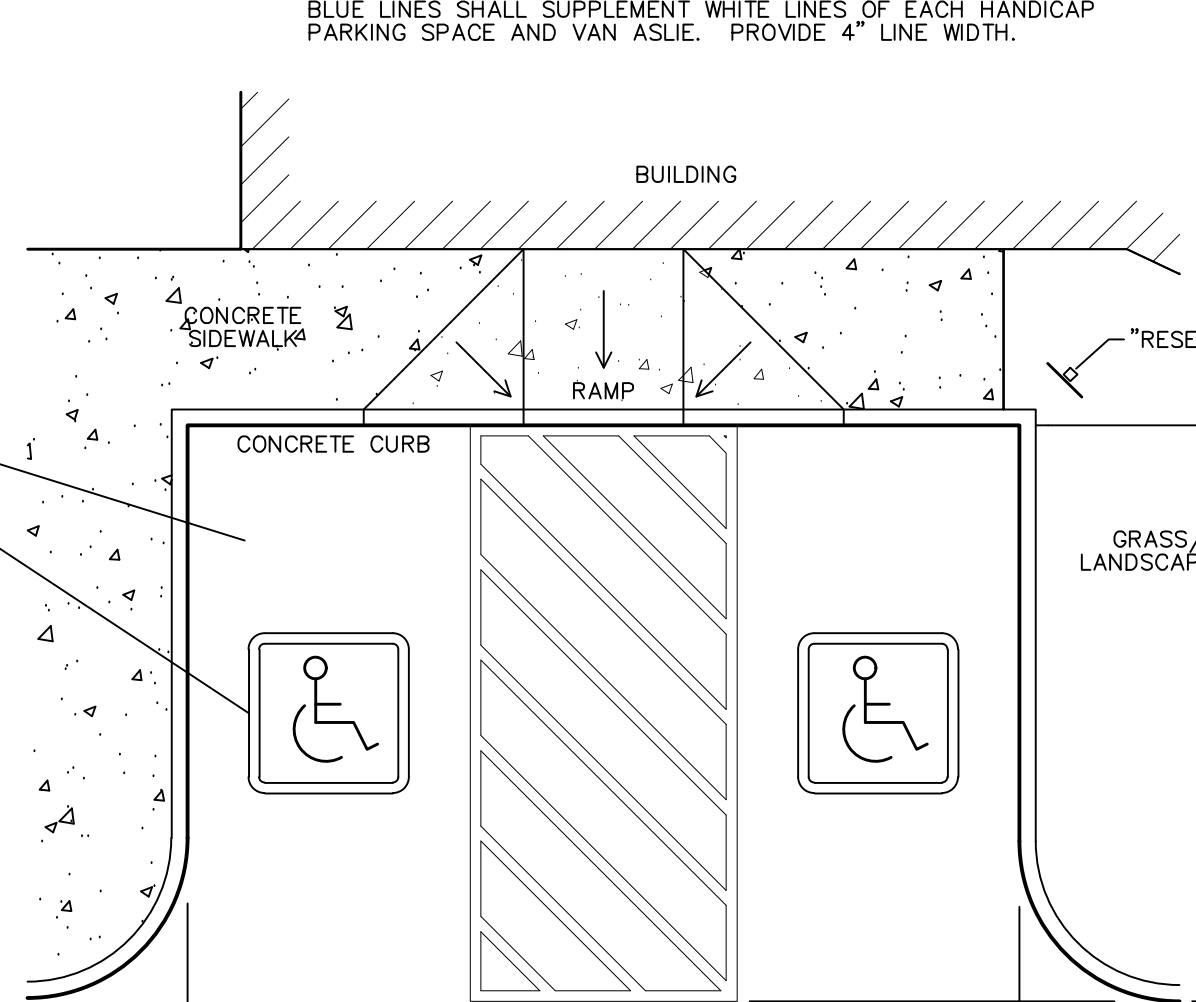 BLUE LINES SHALL SUPPLEMENT WHITE LINES OF EACH HANDICAP
PARKING SPACE AND VAN ASLIE. PROVIDE 4” LINE WIDTH.
BUILDING
CONCRETE
SIDEWALK
”RESE
RAMP
CONCRETE CURB
GRASS/
LANDSCAP